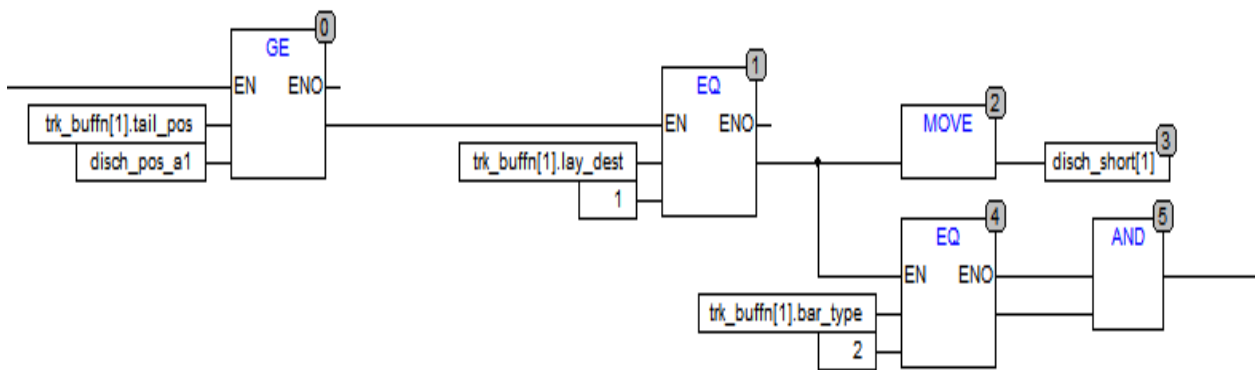 0
GE
EN ENO
trk_buffn[1].tail_pos
disch_pos_a1
1
EQ
EN ENO
trk_buffn[1].lay_dest
1
2
MOVE
3
disch_short[1]
4
EQ
EN ENO
trk_buffn[1].bar_type
2
5
AND